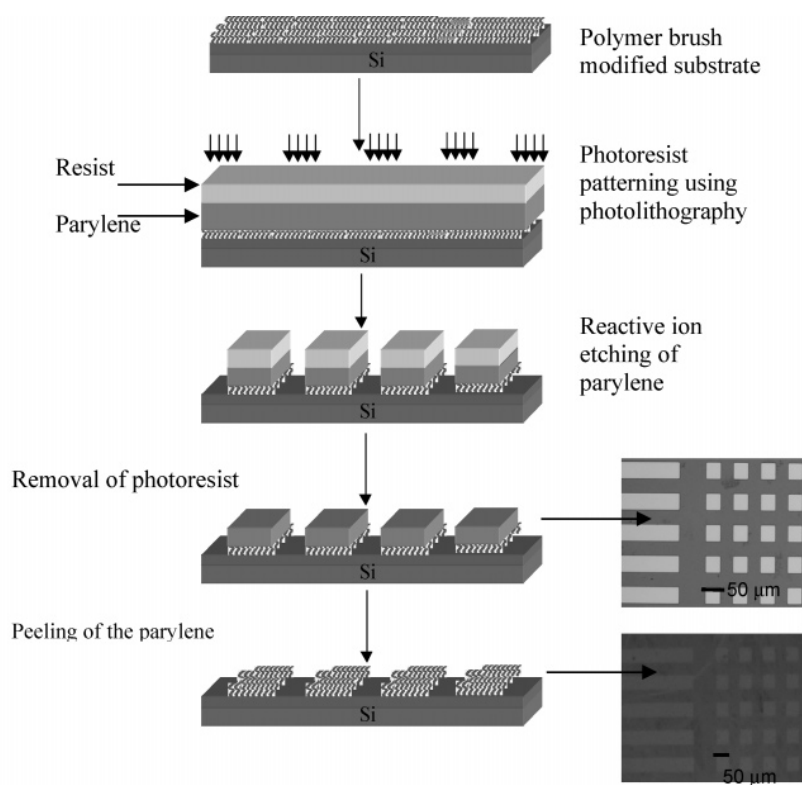 Si
Polymer brush
modified substrate
Resist
Parylene
Photoresist
patterning using
photolithography
Si
Reactive ion
etching of
parylene
Si
Removal of photoresist
Si
50 μm
Peeling of the parylene
Si
50 μm